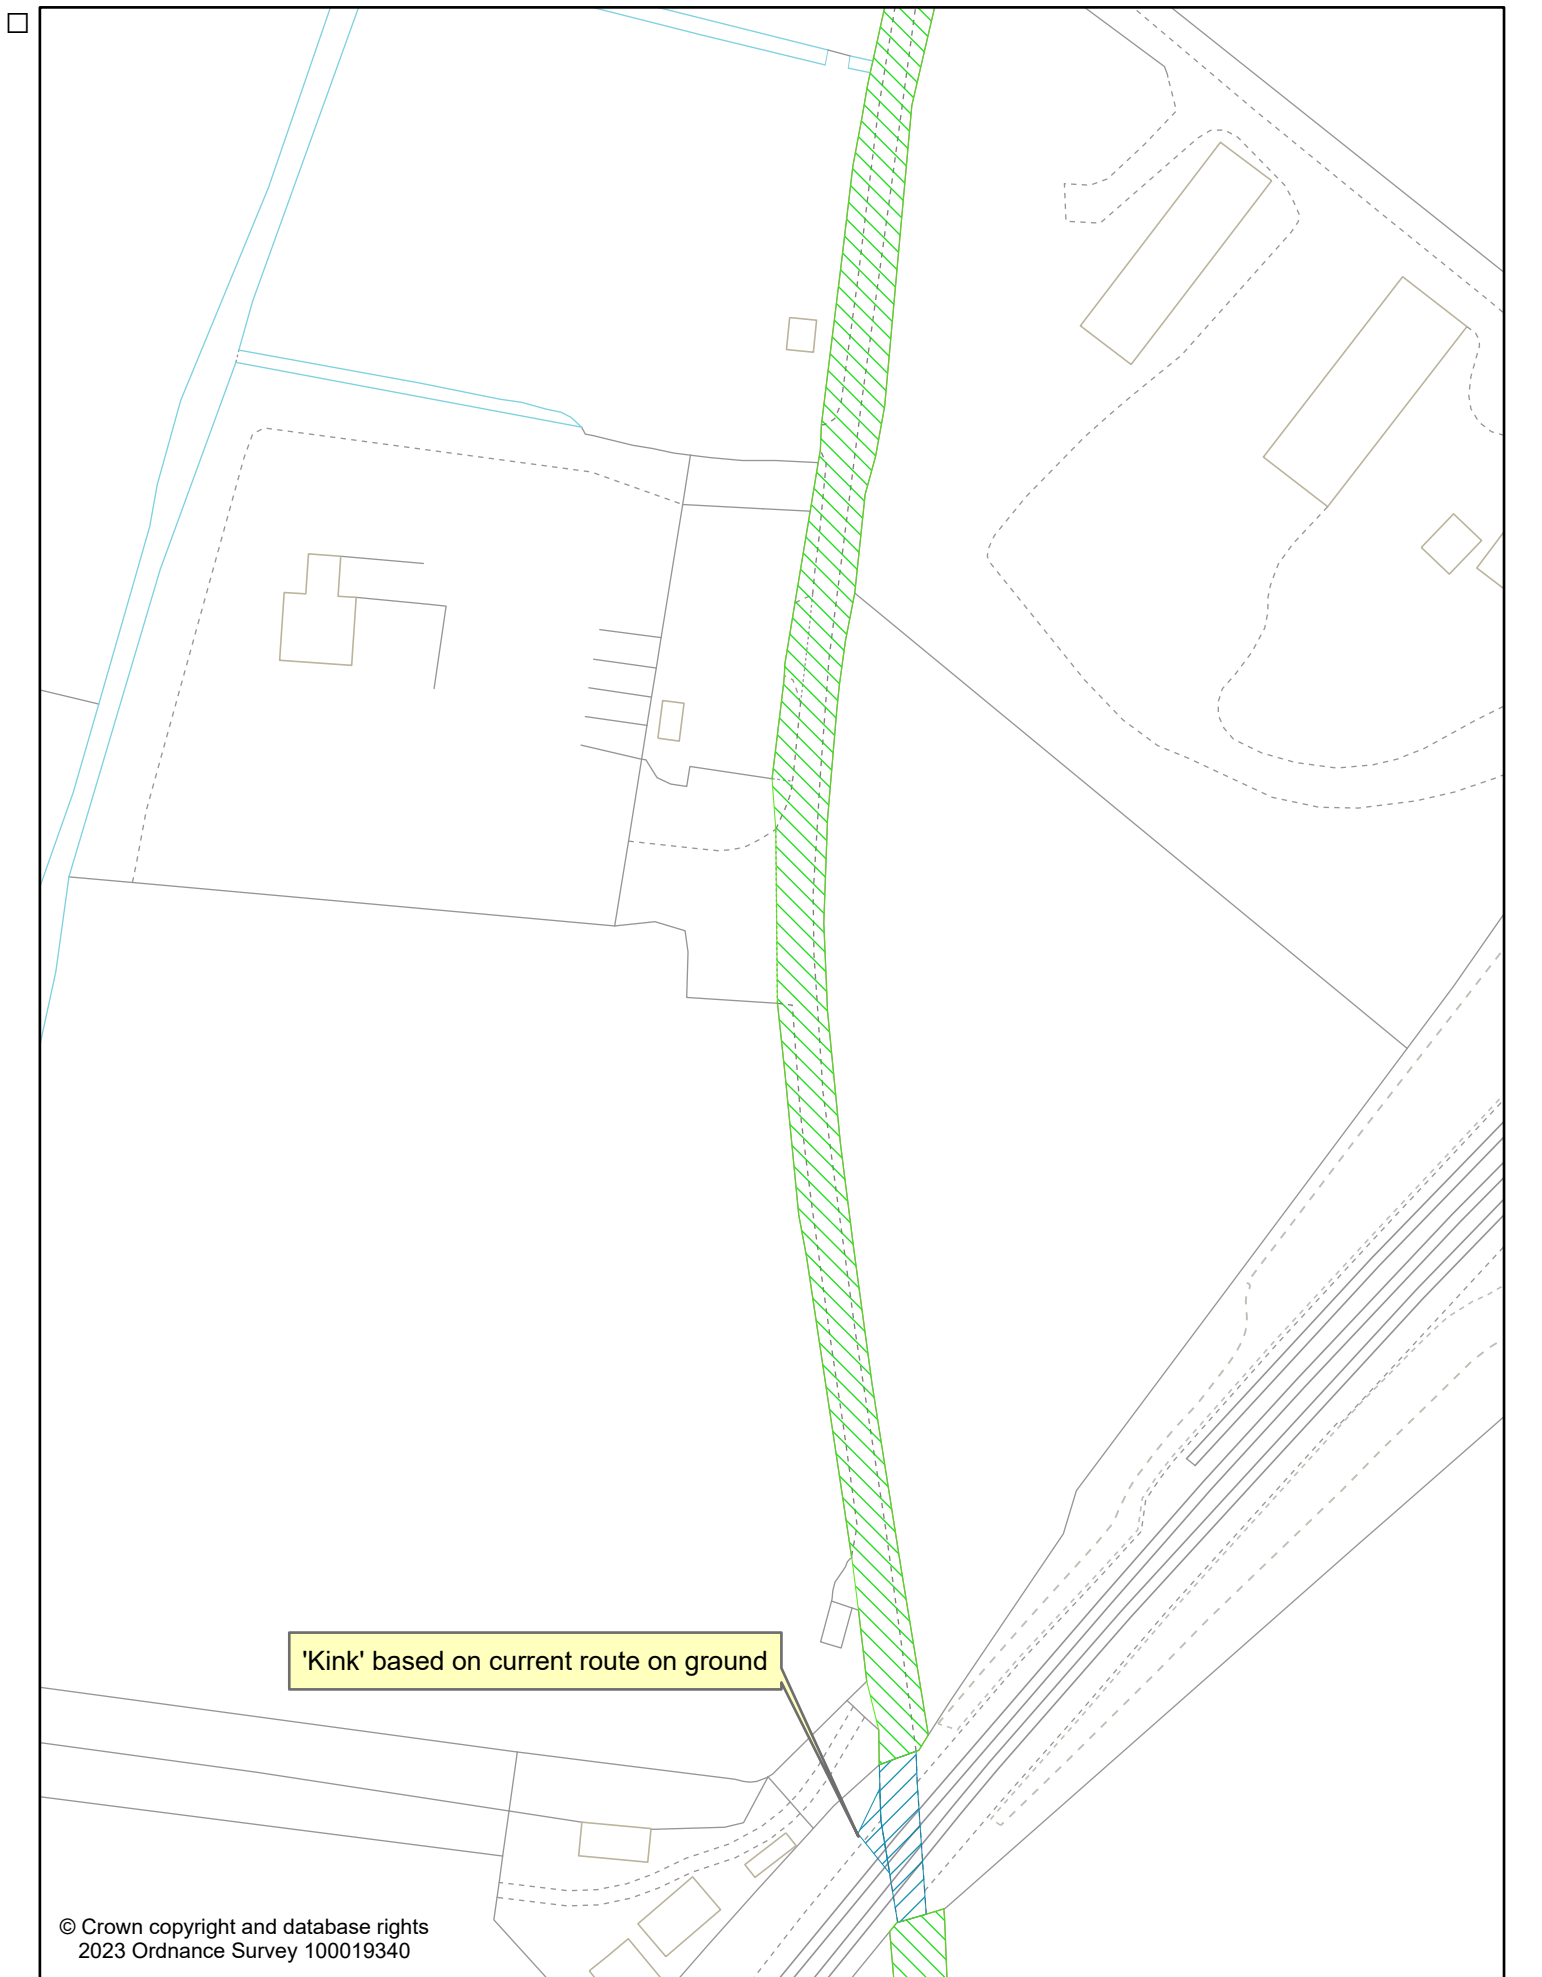 'Kink' based on current route on ground
© Crown copyright and database rights
2023 Ordnance Survey 100019340